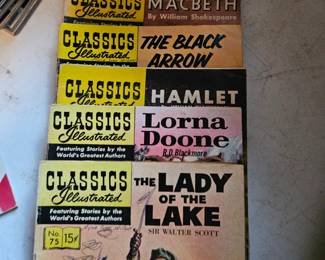 CLASSICS
Illustrated
MACBETH
By William Shakespeare
CLASSICS
Illustrated
THE BLACK
ARROW
CLASSICS
Illustrated
HAMLET
CLASSICS
Illustrated
Featuring Stories by the
World's Greatest Authors
Lorna
Doone
R.D. Blackmore
CLASSICS
Illustrated
Featuring Stories by the
World's Greatest Authors
No.
75
15¢
THE LADY
OF THE
LAKE
SIR WALTER SCOTT